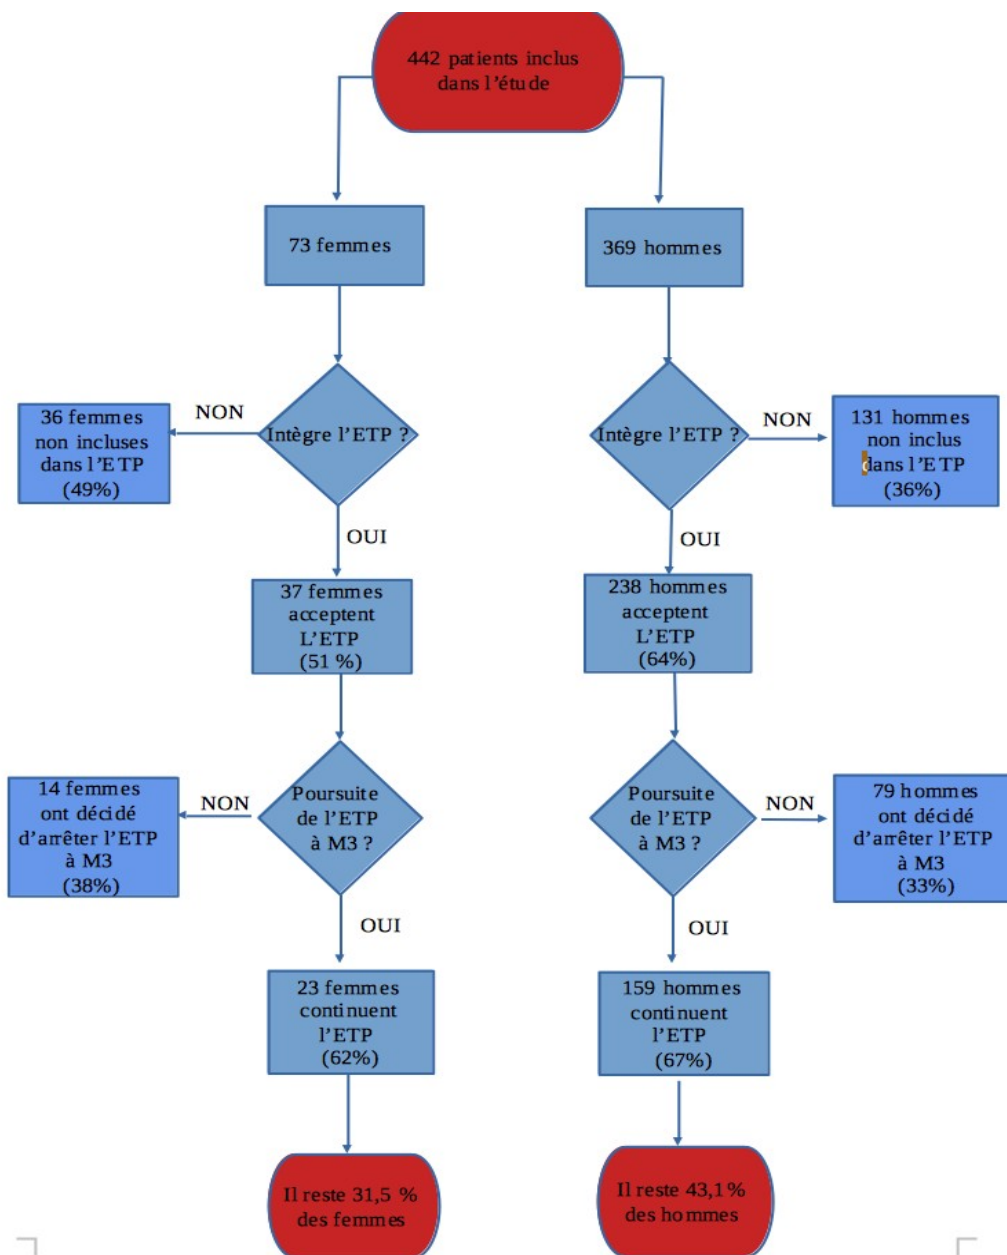 442 patients inclus
dans l'étude
73 femmes
369 hommes
Intègre l'ETP ?
Intègre l'ETP ?
NON
NON
36 femmes
non incluses
dans l'ETP
(49%)
131 hommes
non inclus
dans l'ETP
(36%)
OUI
OUI
37 femmes
acceptent
L'ETP
(51 %)
238 hommes
acceptent
L'ETP
(64%)
Poursuite
de l'ETP
à M3 ?
Poursuite
de l'ETP
à M3 ?
NON
NON
14 femmes
ont décidé
d'arrêter l'ETP
à M3
(38%)
79 hommes
ont décidé
d'arrêter l'ETP
à M3
(33%)
OUI
OUI
23 femmes
continuent
l'ETP
(62%)
159 hommes
continuent
l'ETP
(67%)
Il reste 31,5 %
des femmes
Il reste 43,1%
des hommes